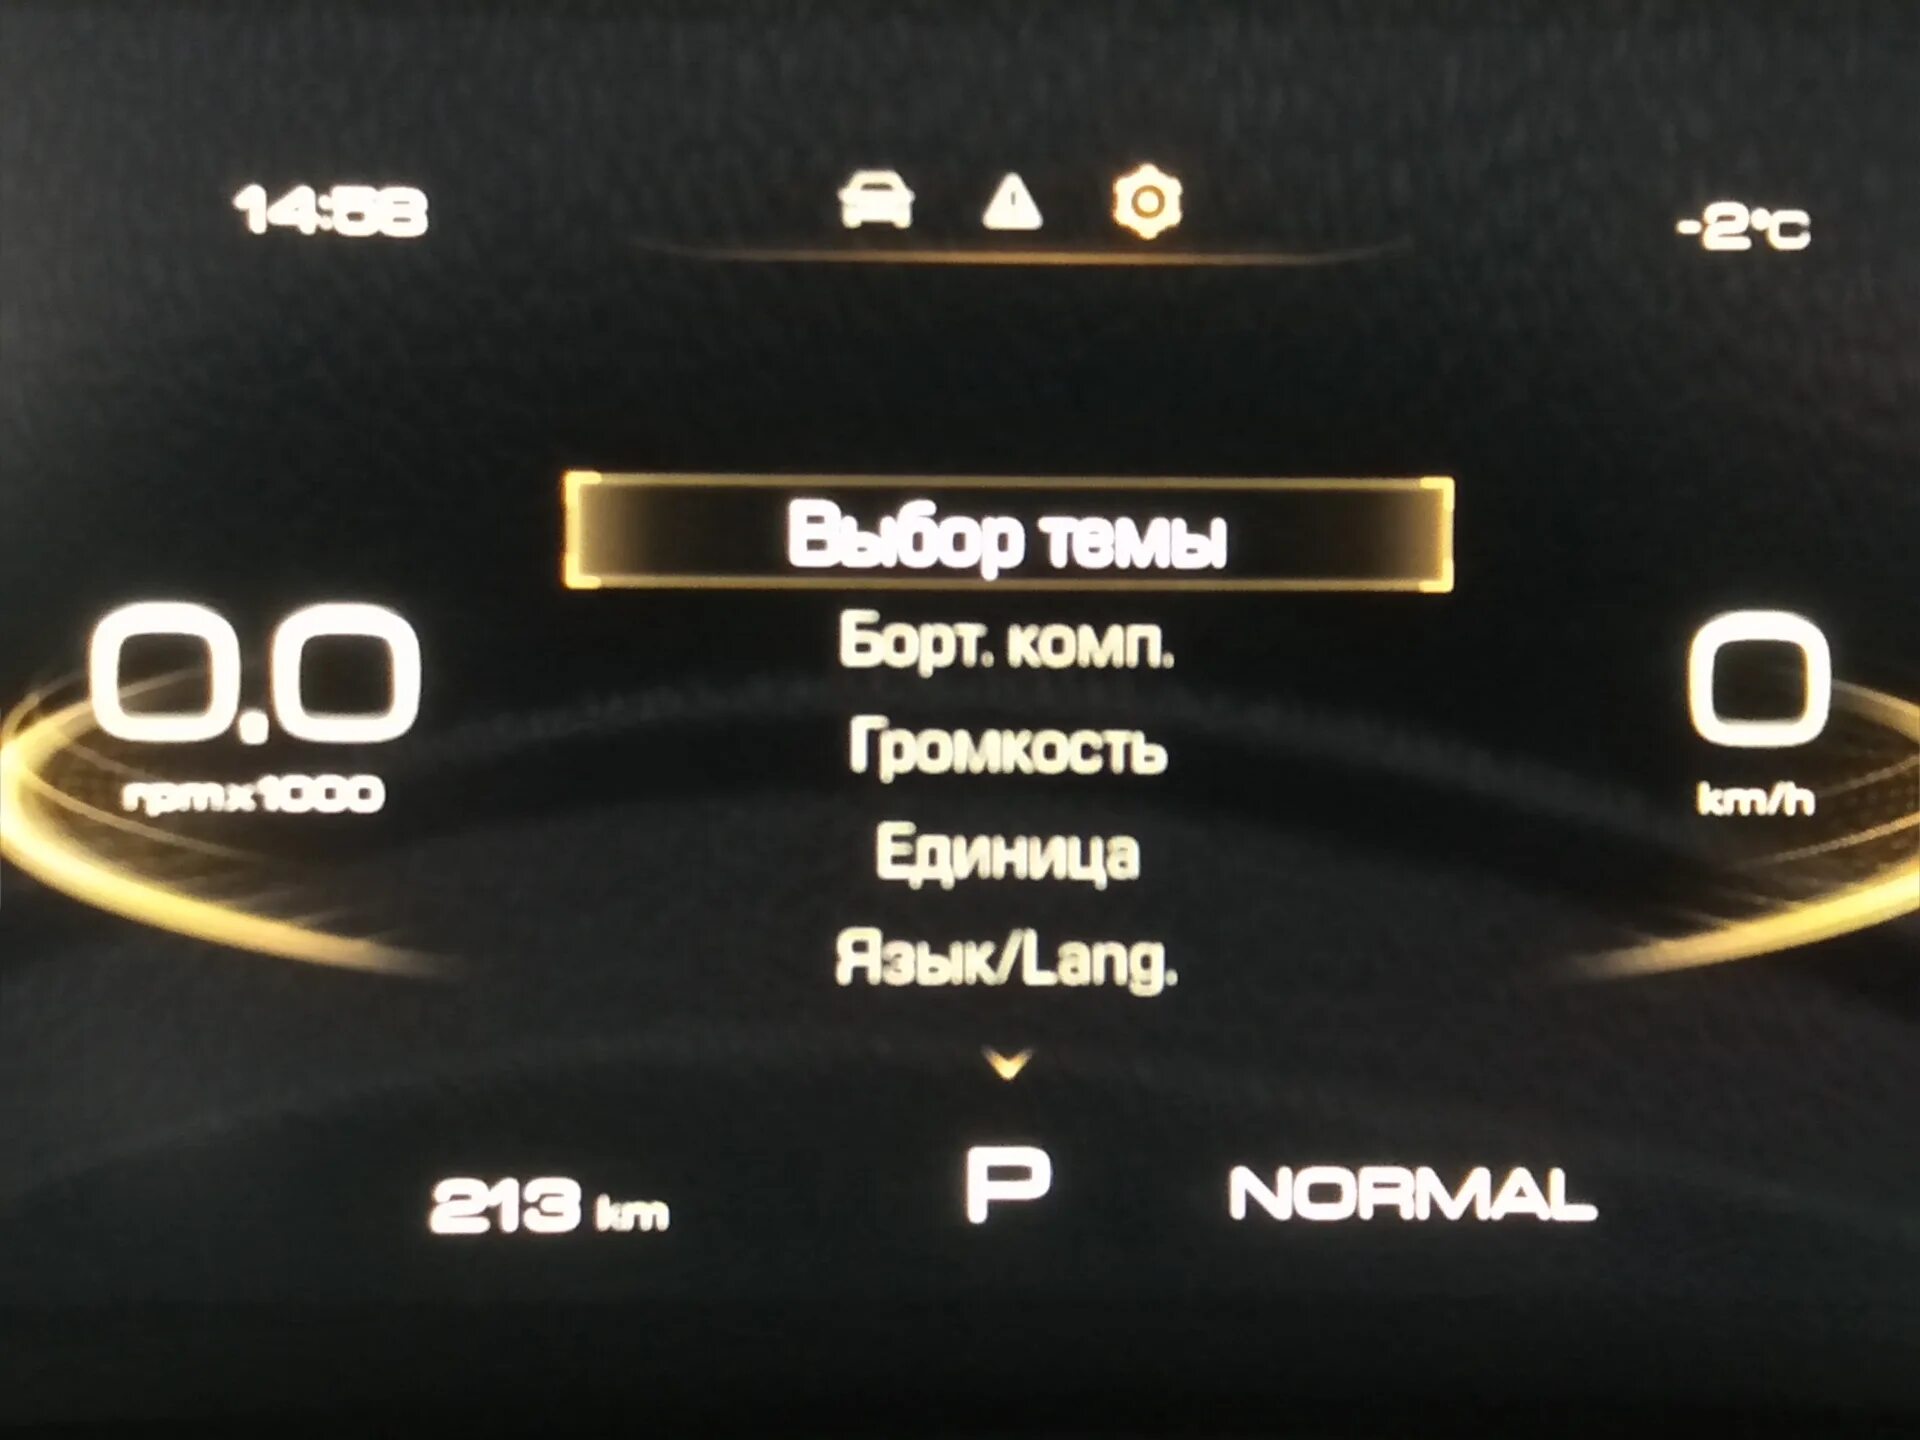 14:58
-2°C
Выбор темы
Борт. комп.
Громкость
Единица
Язык/Lang.
0.0
rpmx1000
0
km/h
213 km
P
NORMAL